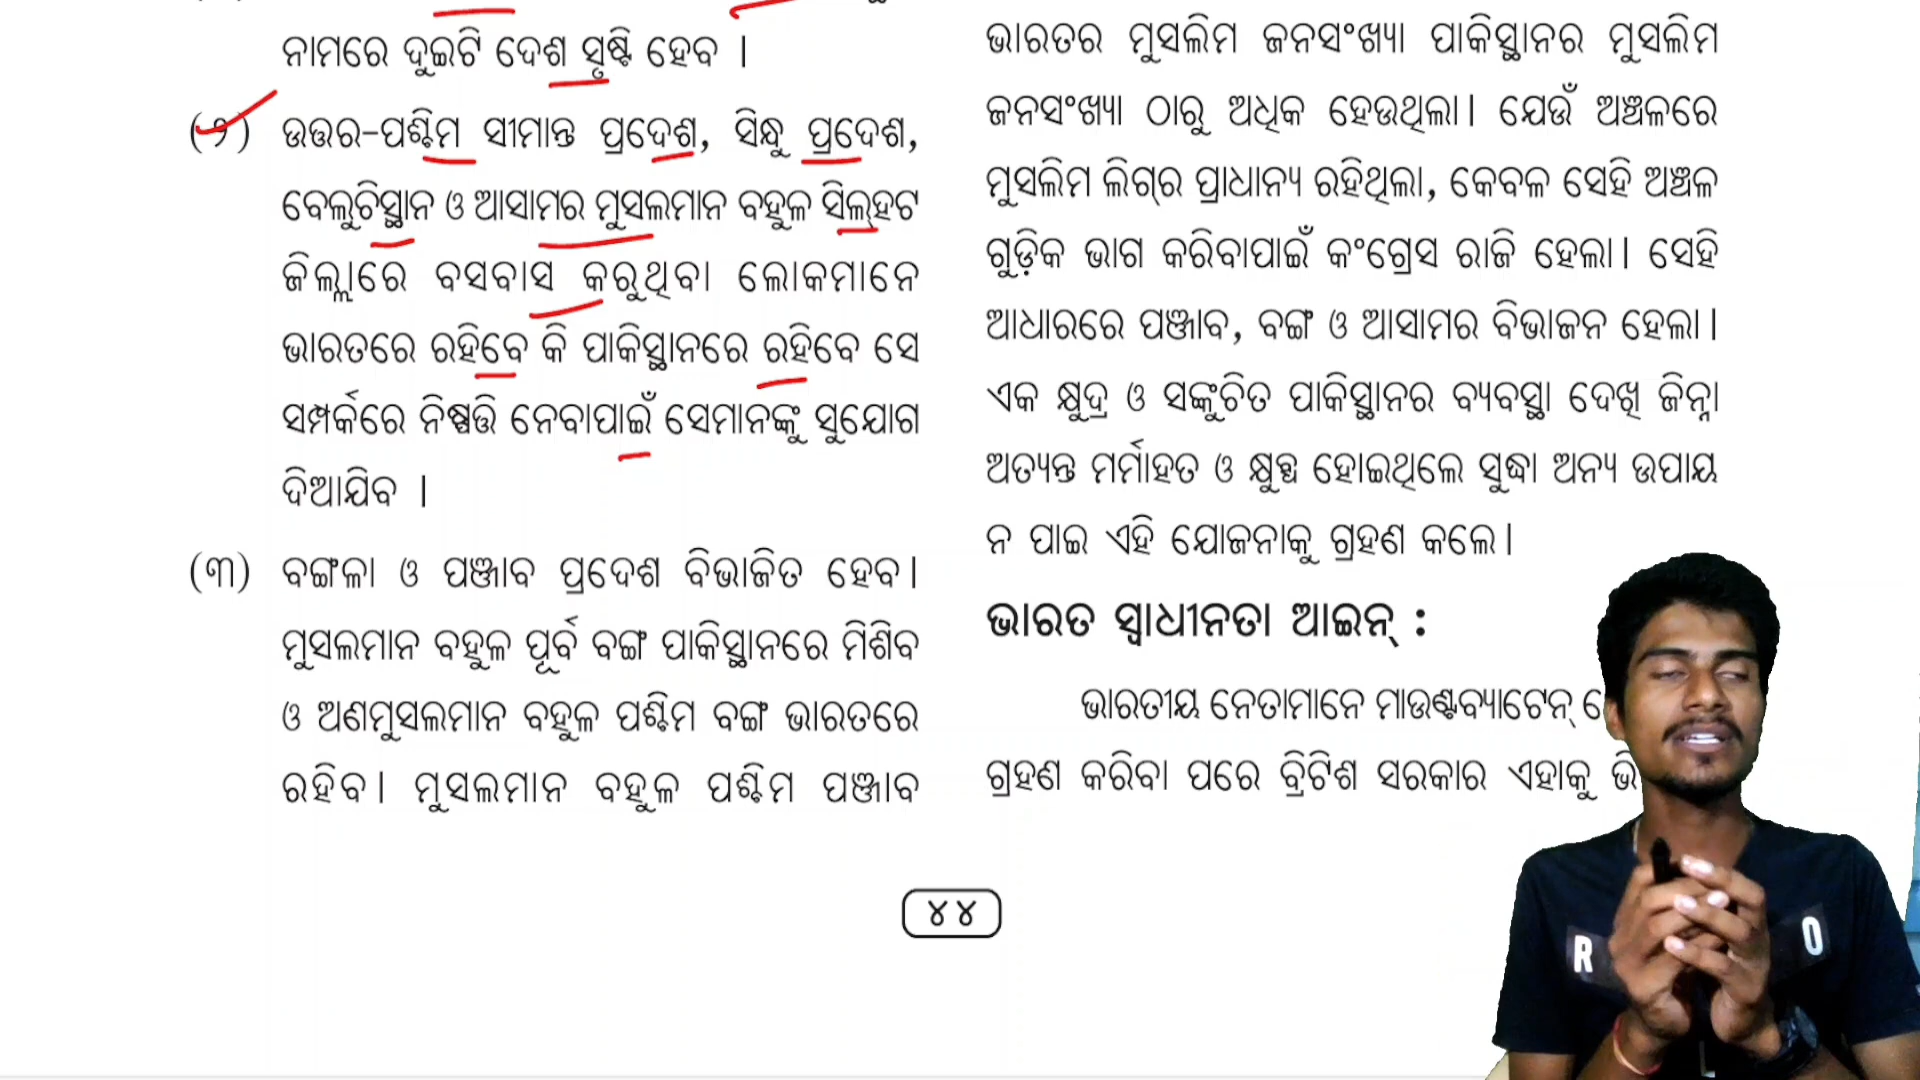 ନାମରେ ଦୁଇଟି ଦେଶ ସୃଷ୍ଟି ହେବ ।
(୨) ଉତ୍ତର-ପଶ୍ଚିମ ସୀମାନ୍ତ ପ୍ରଦେଶ, ସିନ୍ଧୁ ପ୍ରଦେଶ,
ବେଲୁଚିସ୍ଥାନ ଓ ଆସାମର ମୁସଲମାନ ବହୁଳ ସିଲ୍‌ହଟ
ଜିଲ୍ଲାରେ ବସବାସ କରୁଥିବା ଲୋକମାନେ
ଭାରତରେ ରହିବେ କି ପାକିସ୍ଥାନରେ ରହିବେ ସେ
ସମ୍ପର୍କରେ ନିଷ୍ପତ୍ତି ନେବାପାଇଁ ସେମାନଙ୍କୁ ସୁଯୋଗ
ଦିଆଯିବ ।
(୩) ବଙ୍ଗଳା ଓ ପଞ୍ଜାବ ପ୍ରଦେଶ ବିଭାଜିତ ହେବ।
ମୁସଲମାନ ବହୁଳ ପୂର୍ବ ବଙ୍ଗ ପାକିସ୍ଥାନରେ ମିଶିବ
ଓ ଅଣମୁସଲମାନ ବହୁଳ ପଶ୍ଚିମ ବଙ୍ଗ ଭାରତରେ
ରହିବ। ମୁସଲମାନ ବହୁଳ ପଶ୍ଚିମ ପଞ୍ଜାବ
ଭାରତର ମୁସଲିମ ଜନସଂଖ୍ୟା ପାକିସ୍ଥାନର ମୁସଲିମ
ଜନସଂଖ୍ୟା ଠାରୁ ଅଧିକ ହେଉଥିଲା। ଯେଉଁ ଅଞ୍ଚଳରେ
ମୁସଲିମ ଲିଗ୍‌ର ପ୍ରାଧାନ୍ୟ ରହିଥିଲା, କେବଳ ସେହି ଅଞ୍ଚଳ
ଗୁଡ଼ିକ ଭାଗ କରିବାପାଇଁ କଂଗ୍ରେସ ରାଜି ହେଲା। ସେହି
ଆଧାରରେ ପଞ୍ଜାବ, ବଙ୍ଗ ଓ ଆସାମର ବିଭାଜନ ହେଲା।
ଏକ କ୍ଷୁଦ୍ର ଓ ସଙ୍କୁଚିତ ପାକିସ୍ଥାନର ବ୍ୟବସ୍ଥା ଦେଖି ଜିନ୍ନା
ଅତ୍ୟନ୍ତ ମର୍ମାହତ ଓ କ୍ଷୁବ୍ଧ ହୋଇଥିଲେ ସୁଦ୍ଧା ଅନ୍ୟ ଉପାୟ
ନ ପାଇ ଏହି ଯୋଜନାକୁ ଗ୍ରହଣ କଲେ।
ଭାରତ ସ୍ୱାଧୀନତା ଆଇନ୍ :
ଭାରତୀୟ ନେତାମାନେ ମାଉଣ୍ଟବ୍ୟାଟେନ୍
ଗ୍ରହଣ କରିବା ପରେ ବ୍ରିଟିଶ ସରକାର ଏହାକୁ
୪୪
R O